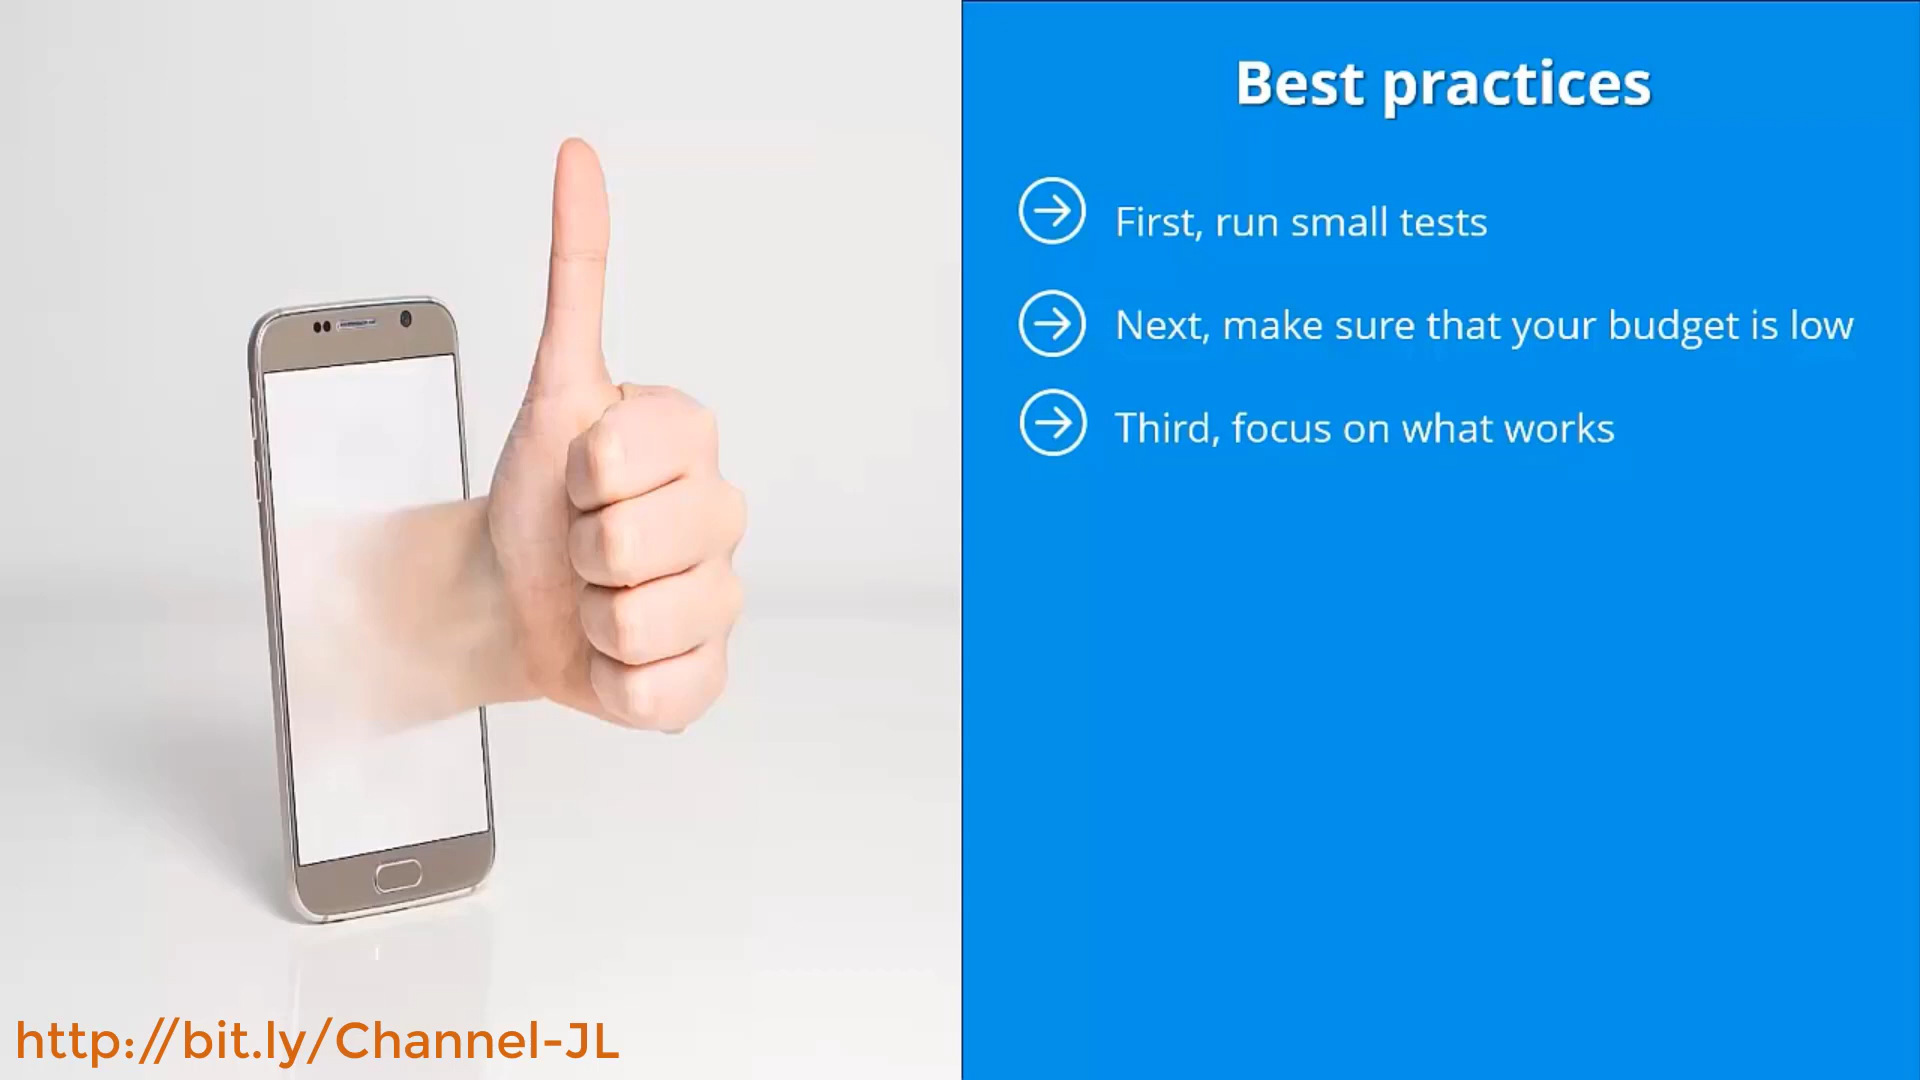 Best practices
First, run small tests
Next, make sure that your budget is low
Third, focus on what works
http://bit.ly/Channel-JL